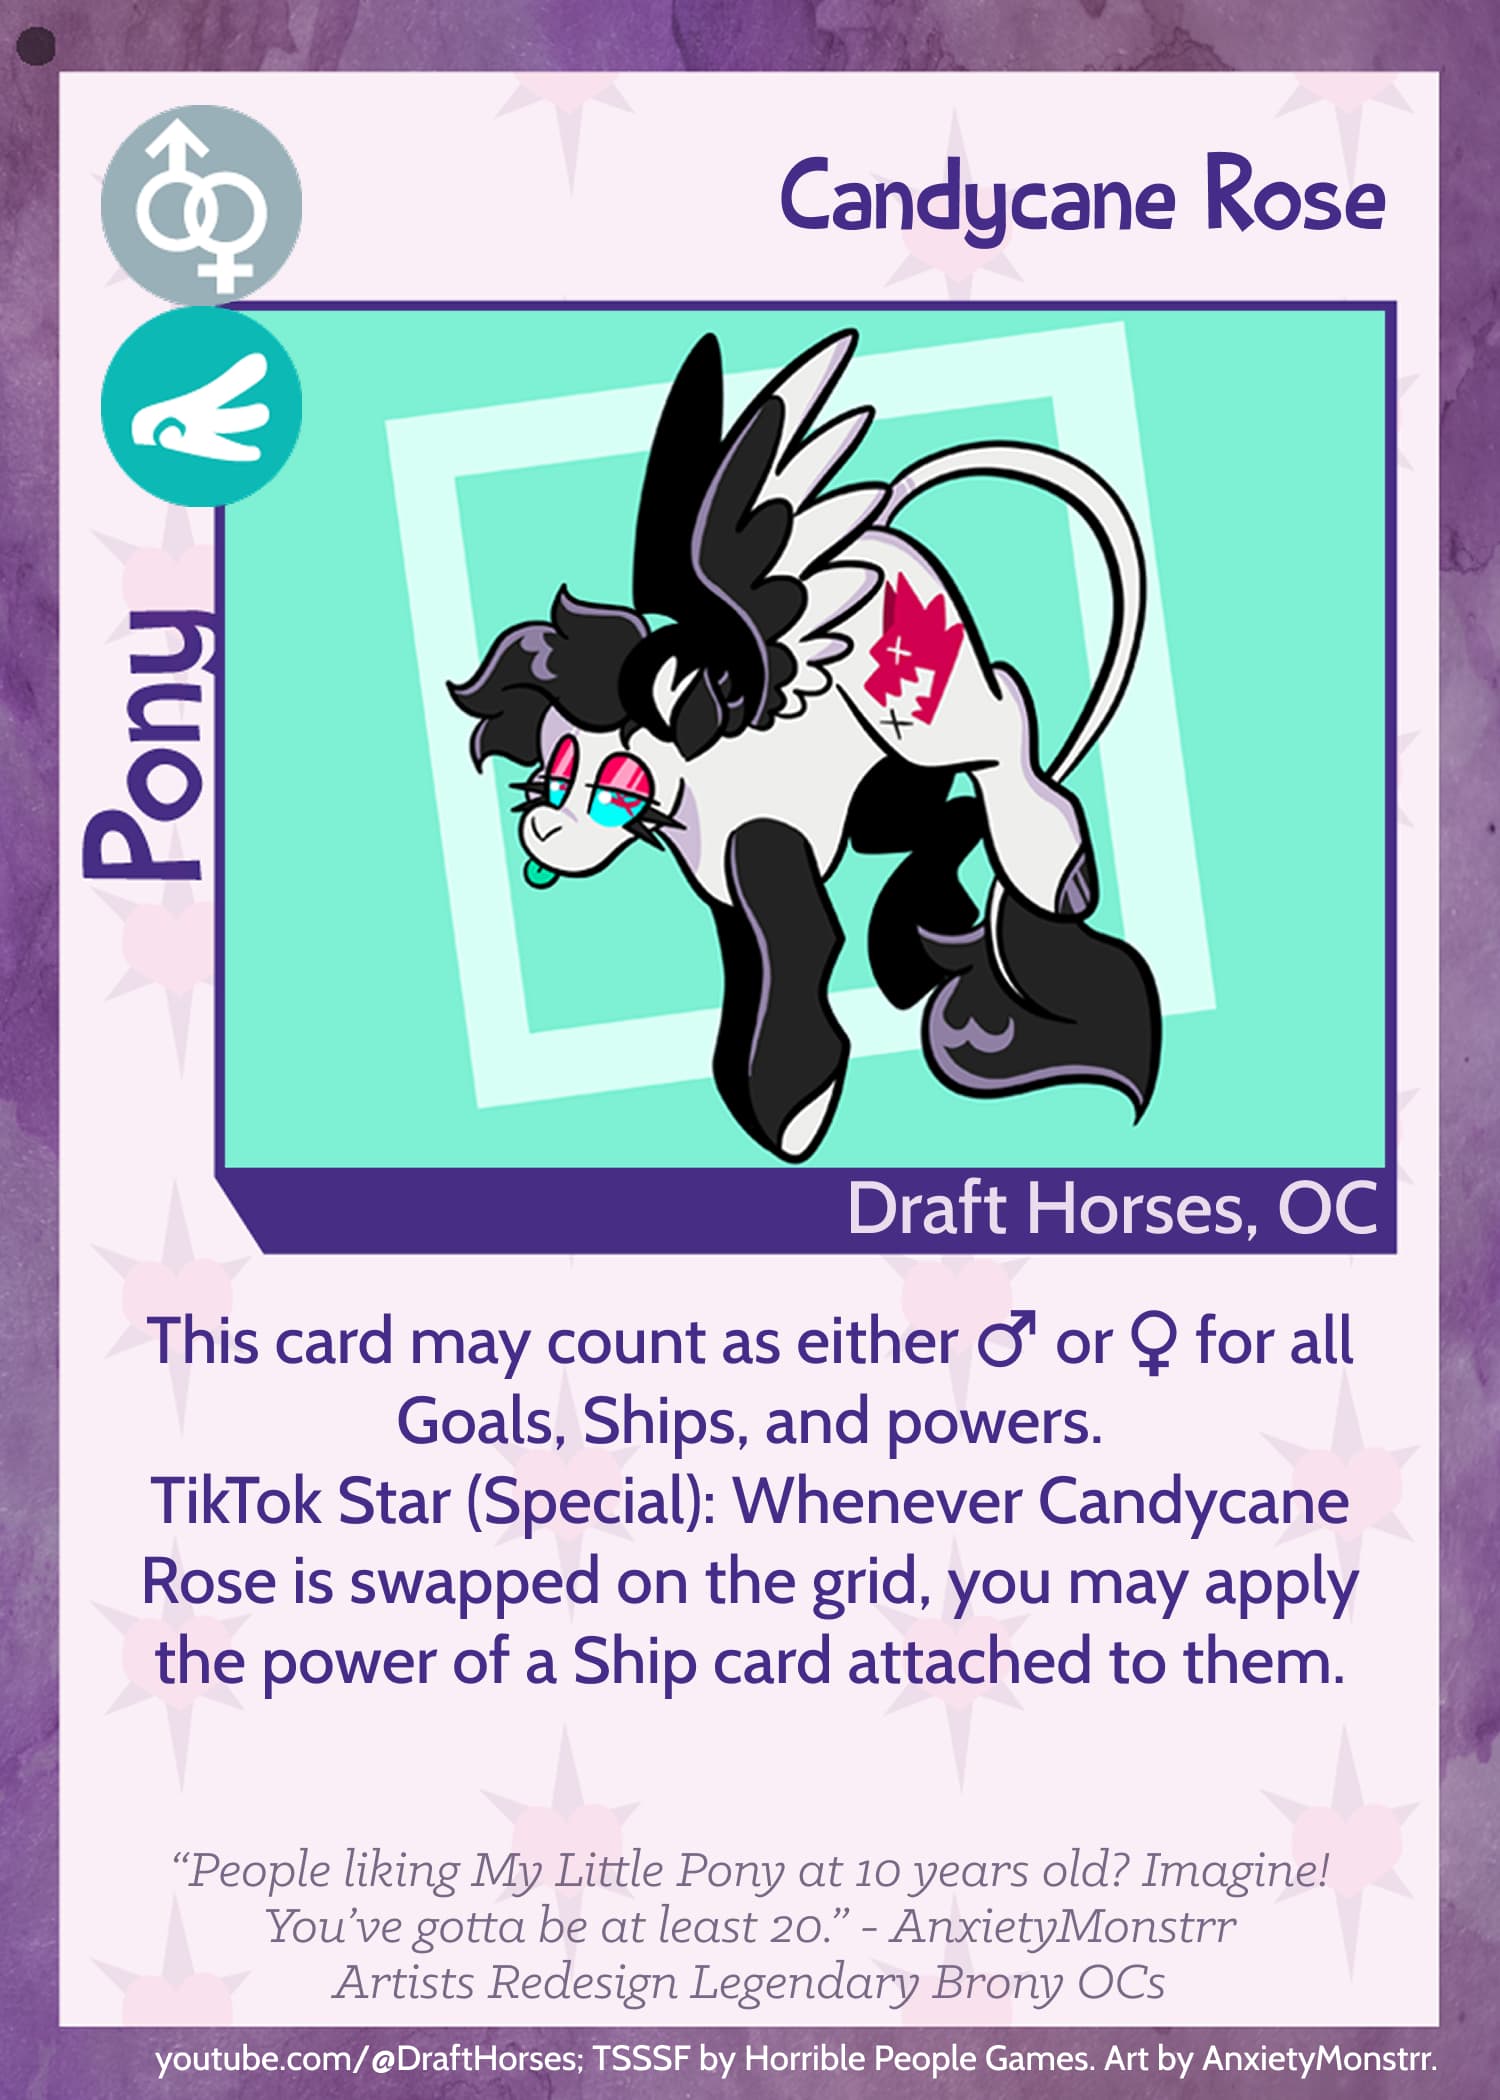 Candycane Rose
Pony
Draft Horses, OC
This card may count as either ♂ or ♀ for all
Goals, Ships, and powers.
TikTok Star (Special): Whenever Candycane
Rose is swapped on the grid, you may apply
the power of a Ship card attached to them.
“People liking My Little Pony at 10 years old? Imagine!
You’ve gotta be at least 20.” - AnxietyMonstrr
Artists Redesign Legendary Brony OCs
youtube.com/@DraftHorses; TSSSF by Horrible People Games. Art by AnxietyMonstrr.